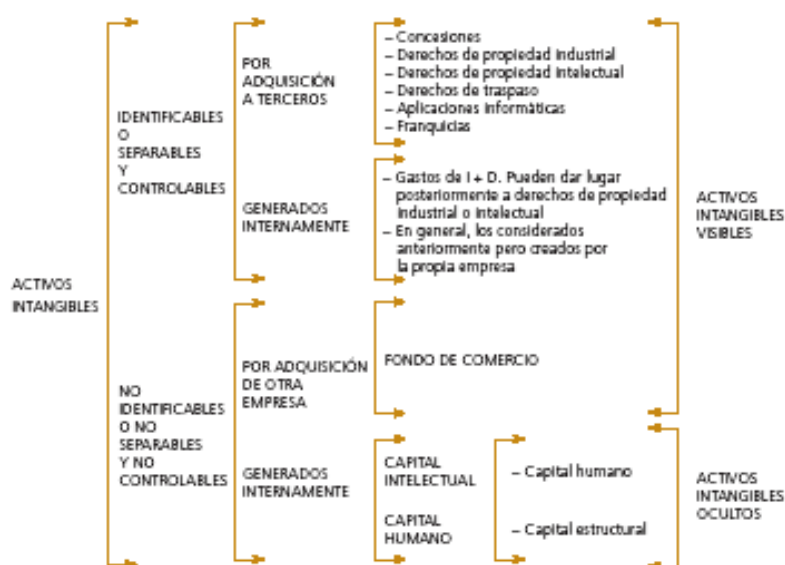 ACTIVOS
INTANGIBLES
IDENTIFICABLES
O
SEPARABLES
Y
CONTROLABLES
POR
ADQUISICIÓN
A TERCEROS
– Concesiones
– Derechos de propiedad industrial
– Derechos de propiedad intelectual
– Derechos de traspaso
– Aplicaciones informáticas
– Franquicias
GENERADOS
INTERNAMENTE
– Gastos de I + D. Pueden dar lugar
posteriormente a derechos de propiedad
industrial o intelectual
– En general, los considerados
anteriormente pero creados por
la propia empresa
ACTIVOS
INTANGIBLES
VISIBLES
NO
IDENTIFICABLES
O NO
SEPARABLES
Y NO
CONTROLABLES
POR ADQUISICIÓN
DE OTRA
EMPRESA
FONDO DE COMERCIO
GENERADOS
INTERNAMENTE
CAPITAL
INTELECTUAL
CAPITAL
HUMANO
– Capital humano
– Capital estructural
ACTIVOS
INTANGIBLES
OCULTOS